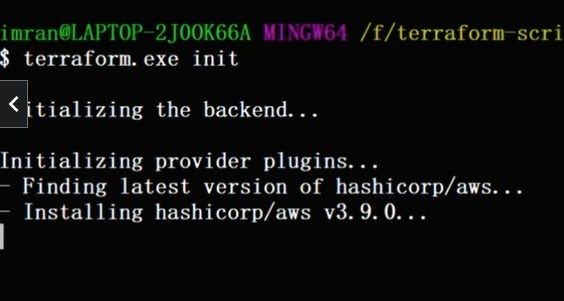 imran@LAPTOP-2J0OK66A MINGW64 /f/terraform-scri
$ terraform.exe init
itializing the backend...
Initializing provider plugins...
- Finding latest version of hashicorp/aws...
- Installing hashicorp/aws v3.9.0...